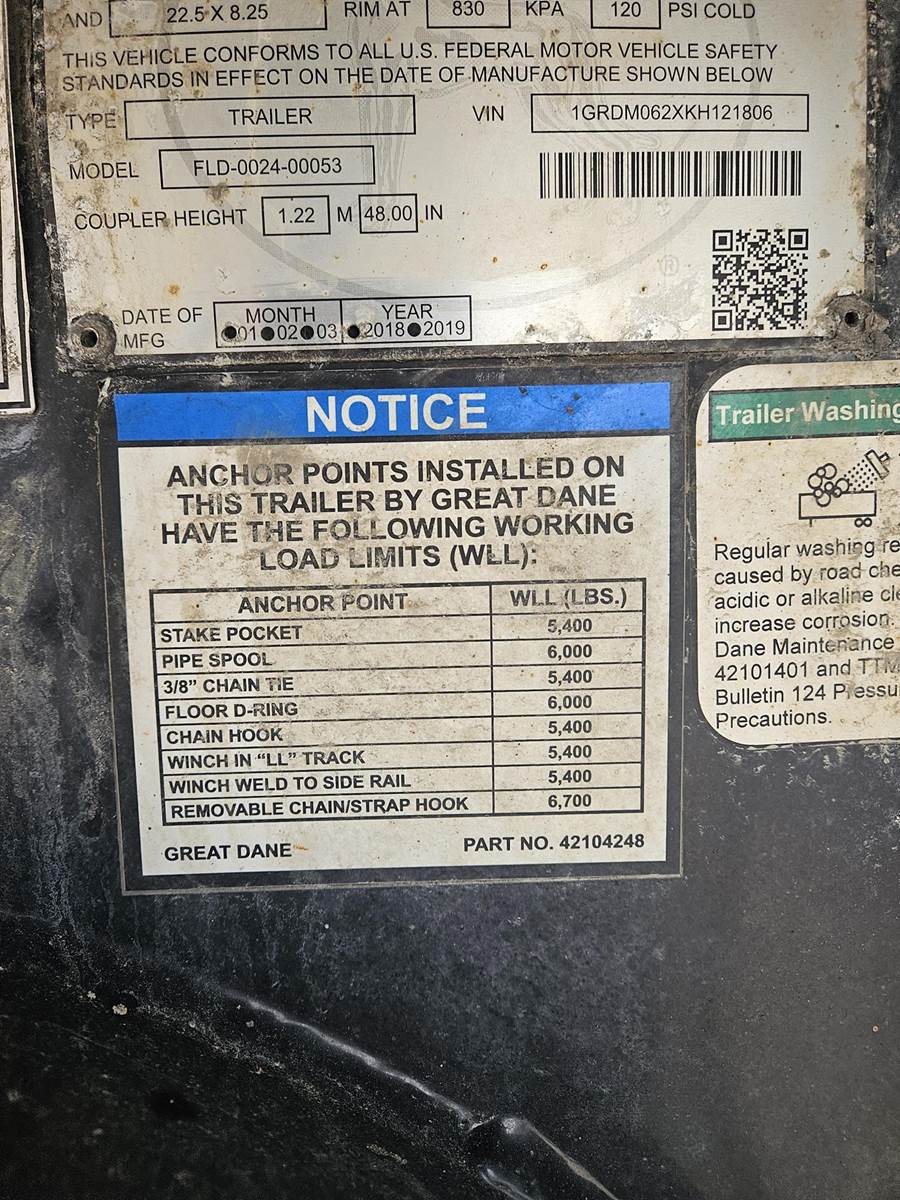 AND 22.5 X 8.25 RIM AT 830 KPA 120 PSI COLD
THIS VEHICLE CONFORMS TO ALL U.S. FEDERAL MOTOR VEHICLE SAFETY
STANDARDS IN EFFECT ON THE DATE OF MANUFACTURE SHOWN BELOW
TYPE TRAILER VIN 1GRDM062XKH121806
MODEL FLD-0024-00053
COUPLER HEIGHT 1.22 M 48.00 IN
®
DATE OF MONTH YEAR
MFG 01 02 03 2018 2019
NOTICE
ANCHOR POINTS INSTALLED ON
THIS TRAILER BY GREAT DANE
HAVE THE FOLLOWING WORKING
LOAD LIMITS (WLL):
ANCHOR POINT WLL (LBS.)
STAKE POCKET 5,400
PIPE SPOOL 6,000
3/8" CHAIN TIE 5,400
FLOOR D-RING 6,000
CHAIN HOOK 5,400
WINCH IN “LL” TRACK 5,400
WINCH WELD TO SIDE RAIL 5,400
REMOVABLE CHAIN/STRAP HOOK 6,700
GREAT DANE PART NO. 42104248
Trailer Washing
Regular washing re
caused by road che
acidic or alkaline cle
increase corrosion.
Dane Maintenance
42101401 and TTM
Bulletin 124 Pressu
Precautions.